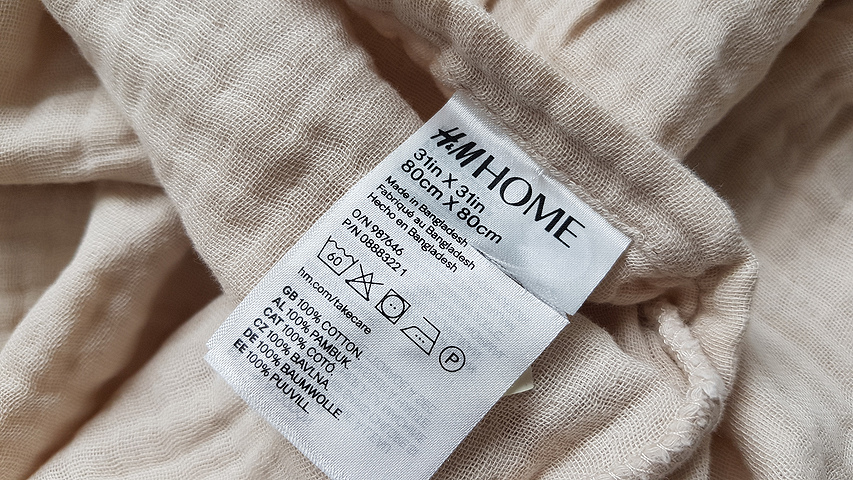 H&M HOME
31in X 31in
80cm X 80cm
Made in Bangladesh
Fabriqué au Bangladesh
Hecho en Bangladesh
O/N 987646
P/N 08883221
60 P
hm.com/takecare
GB 100% COTTON.
AL 100% PAMBUK.
CAT 100% COTÓ.
CZ 100% BAVLNA.
DE 100% BAUMWOLLE.
EE 100% PUUVILL.